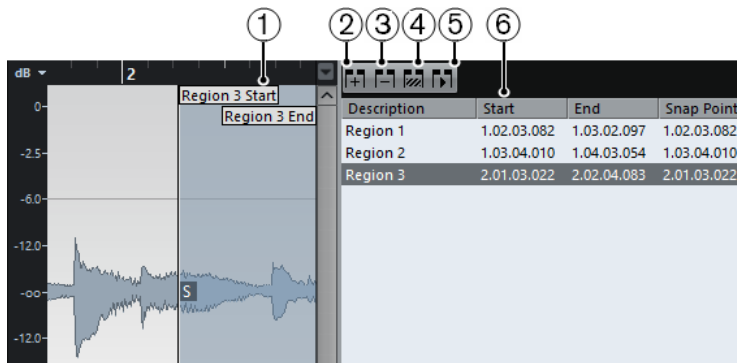 ① ② ③ ④ ⑤ ⑥
dB 2
Region 3 Start
Region 3 End
0-
-2.5-
-6.0-
-12.0-
-∞-
-12.0-
S
Description Start End Snap Point
Region 1 1.02.03.082 1.03.02.097 1.02.03.082
Region 2 1.03.04.010 1.04.03.054 1.03.04.010
Region 3 2.01.03.022 2.02.04.083 2.01.03.022